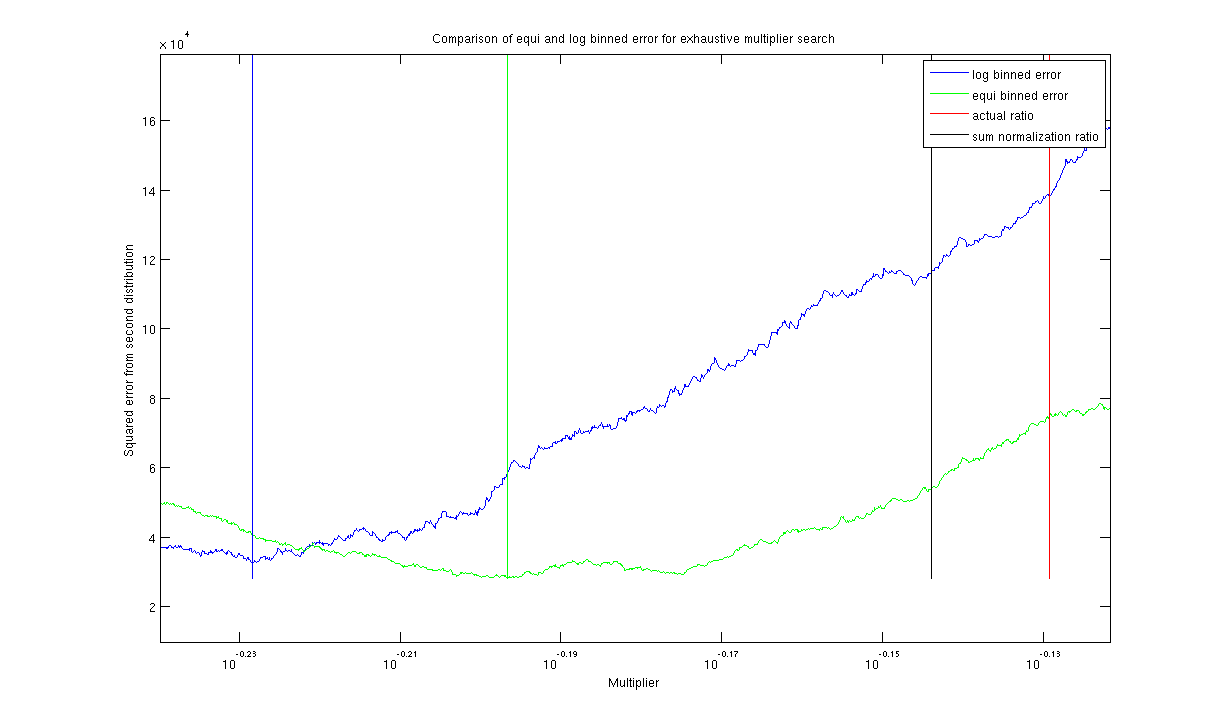 × 10^4
Comparison of equi and log binned error for exhaustive multiplier search
log binned error
equi binned error
actual ratio
sum normalization ratio
16
14
12
10
8
6
4
2
Squared error from second distribution
10^-0.23 10^-0.21 10^-0.19 10^-0.17 10^-0.15 10^-0.13
Multiplier